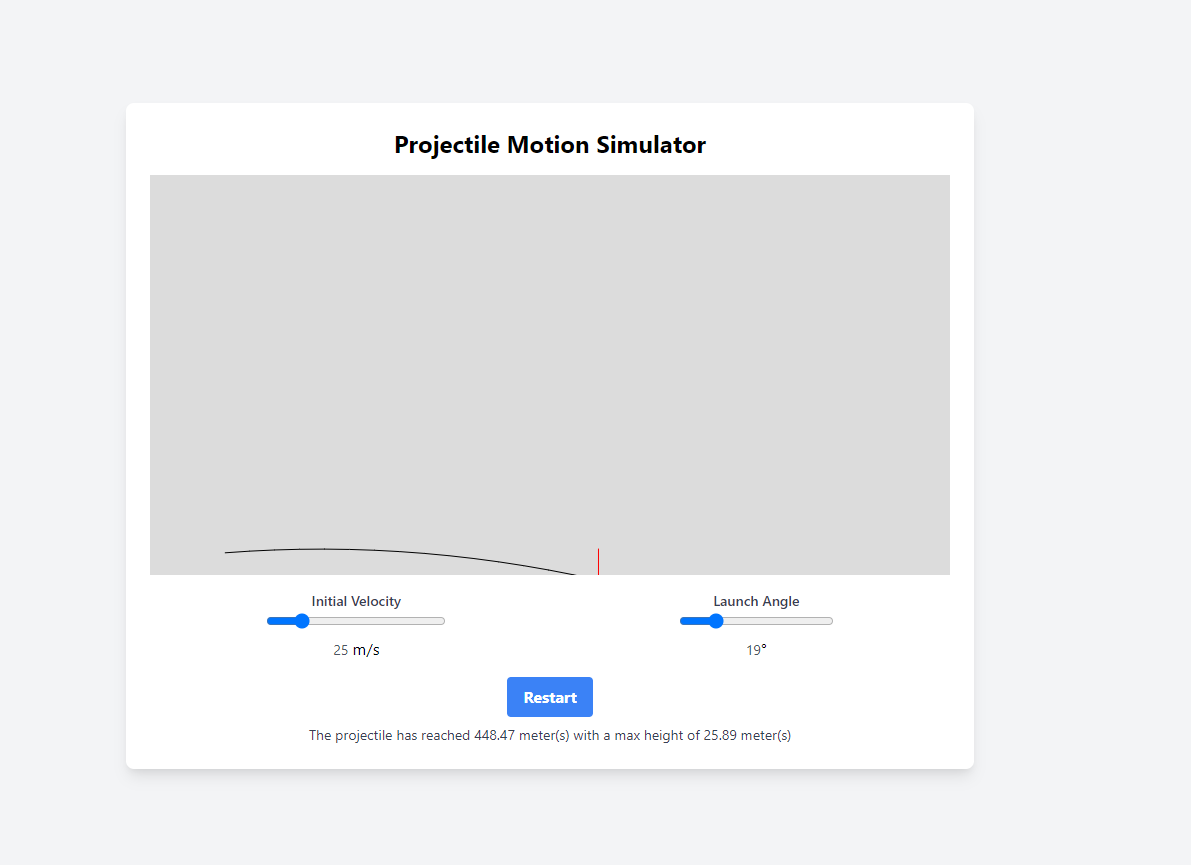 Projectile Motion Simulator
Initial Velocity
Launch Angle
25 m/s
19°
Restart
The projectile has reached 448.47 meter(s) with a max height of 25.89 meter(s)